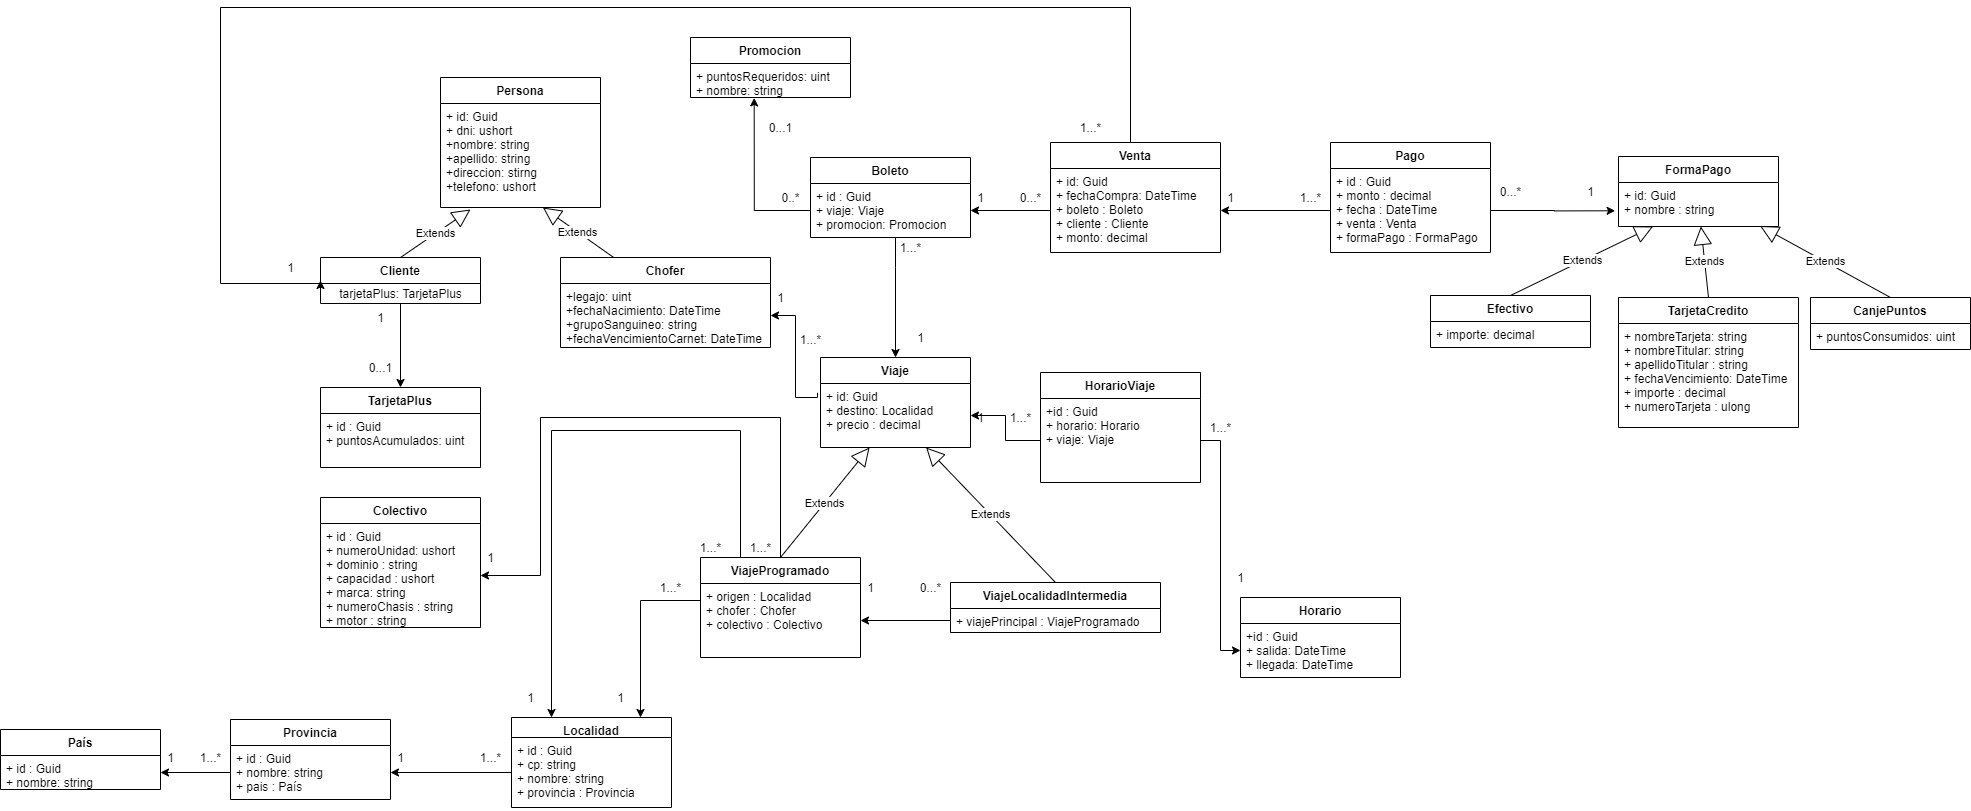 Promocion
+ puntosRequeridos: uint
+ nombre: string
0...1
Persona
+ id: Guid
+ dni: ushort
+nombre: string
+apellido: string
+direccion: stirng
+telefono: ushort
Extends
Extends
Boleto
+ id : Guid
+ viaje: Viaje
+ promocion: Promocion
0..*
1...*
1
0...*
1...*
Venta
+ id: Guid
+ fechaCompra: DateTime
+ boleto : Boleto
+ cliente : Cliente
+ monto: decimal
1
1...*
Pago
+ id : Guid
+ monto : decimal
+ fecha : DateTime
+ venta : Venta
+ formaPago : FormaPago
0...*
1
FormaPago
+ id: Guid
+ nombre : string
Extends
Extends
Extends
1
Cliente
tarjetaPlus: TarjetaPlus
1
0...1
Chofer
+legajo: uint
+fechaNacimiento: DateTime
+grupoSanguineo: string
+fechaVencimientoCarnet: DateTime
1
1...*
1
Efectivo
+ importe: decimal
TarjetaCredito
+ nombreTarjeta: string
+ nombreTitular: string
+ apellidoTitular : string
+ fechaVencimiento: DateTime
+ importe : decimal
+ numeroTarjeta : ulong
CanjePuntos
+ puntosConsumidos: uint
TarjetaPlus
+ id : Guid
+ puntosAcumulados: uint
Viaje
+ id: Guid
+ destino: Localidad
+ precio : decimal
1
1...*
HorarioViaje
+id : Guid
+ horario: Horario
+ viaje: Viaje
1...*
Extends
Extends
Colectivo
+ id : Guid
+ numeroUnidad: ushort
+ dominio : string
+ capacidad : ushort
+ marca: string
+ numeroChasis : string
+ motor : string
1
1...*
1...*
1...*
ViajeProgramado
+ origen : Localidad
+ chofer : Chofer
+ colectivo : Colectivo
1
0...*
ViajeLocalidadIntermedia
+ viajePrincipal : ViajeProgramado
1
Horario
+id : Guid
+ salida: DateTime
+ llegada: DateTime
1
1
País
+ id : Guid
+ nombre: string
1
1...*
Provincia
+ id : Guid
+ nombre: string
+ pais : País
1
1...*
Localidad
+ id : Guid
+ cp: string
+ nombre: string
+ provincia : Provincia